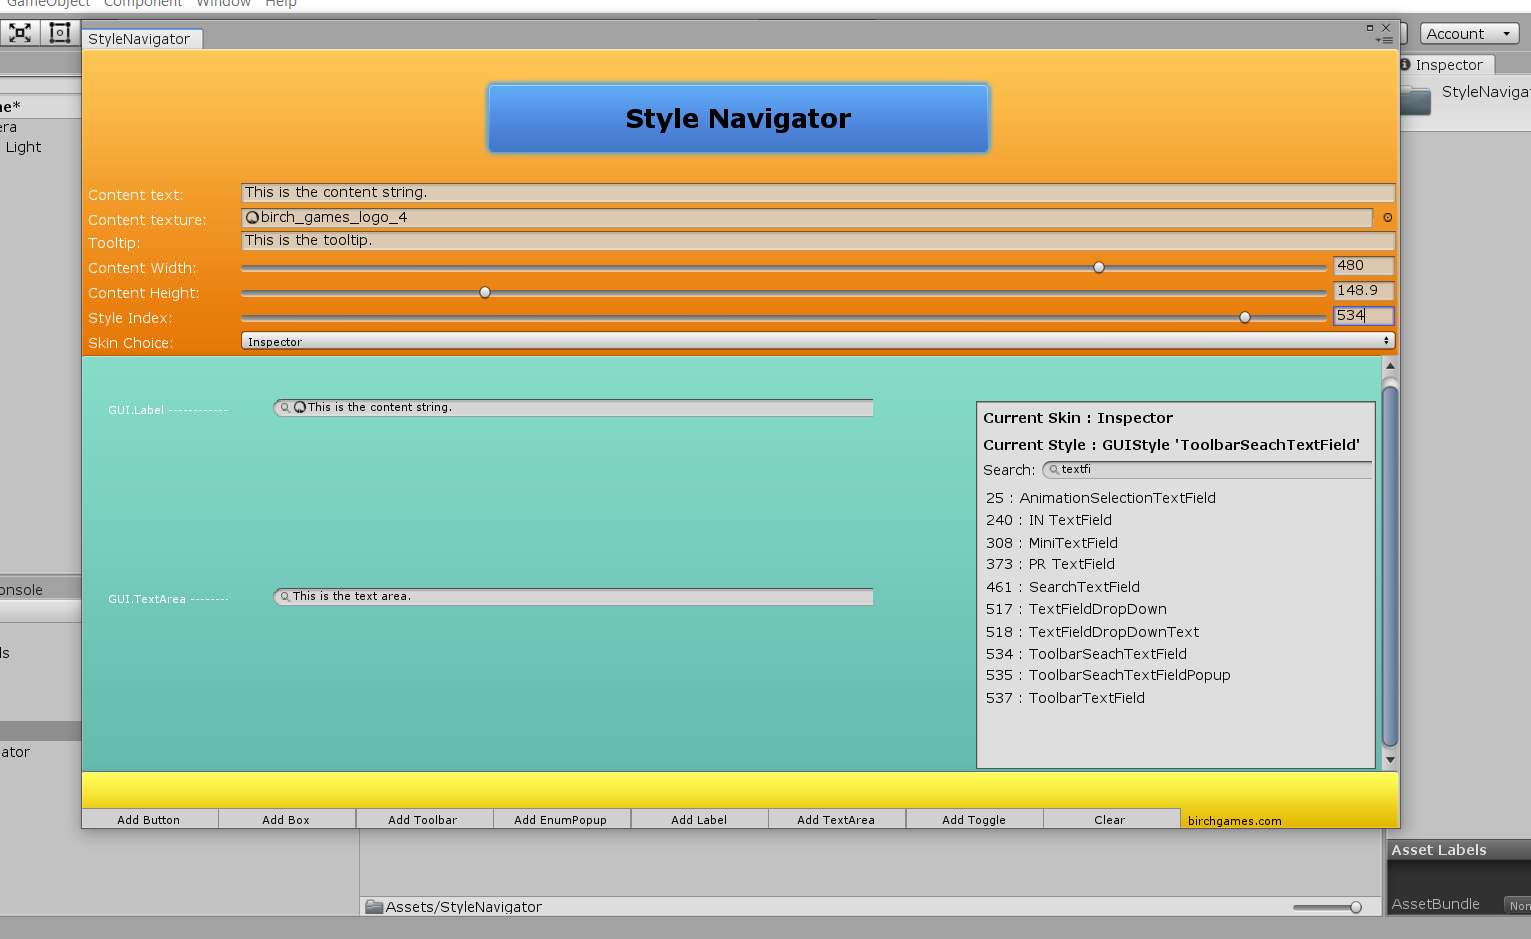 GameObject Component Window Help
StyleNavigator
Account
Inspector
Style Navigator
StyleNaviga
ne*
era
Light
Content text: This is the content string.
Content texture: birch_games_logo_4
Tooltip: This is the tooltip.
Content Width: 480
Content Height: 148.9
Style Index: 534
Skin Choice: Inspector
GUI.Label ------------ This is the content string.
GUI.TextArea -------- This is the text area.
Current Skin : Inspector
Current Style : GUIStyle 'ToolbarSeachTextField'
Search: textfi
25 : AnimationSelectionTextField
240 : IN TextField
308 : MiniTextField
373 : PR TextField
461 : SearchTextField
517 : TextFieldDropDown
518 : TextFieldDropDownText
534 : ToolbarSeachTextField
535 : ToolbarSeachTextFieldPopup
537 : ToolbarTextField
onsole
ls
ator
Add Button Add Box Add Toolbar Add EnumPopup Add Label Add TextArea Add Toggle Clear birchgames.com
Asset Labels
AssetBundle Non
Assets/StyleNavigator